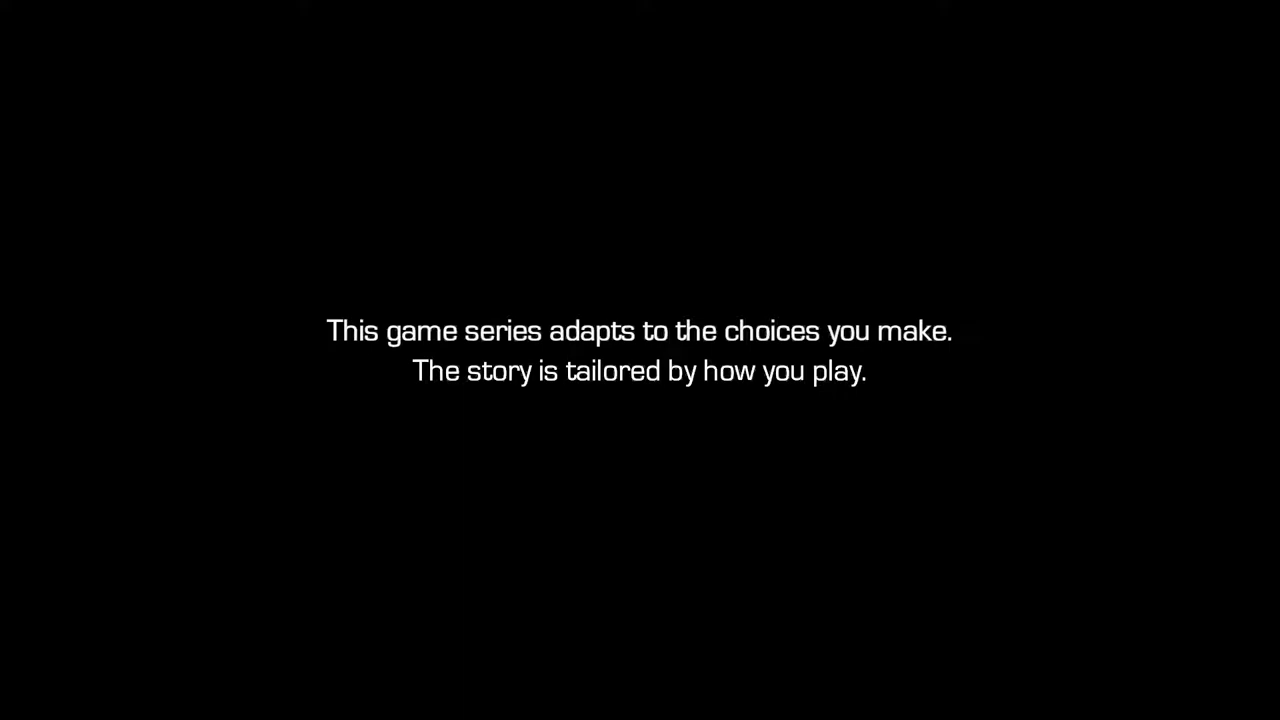 This game series adapts to the choices you make.
The story is tailored by how you play.